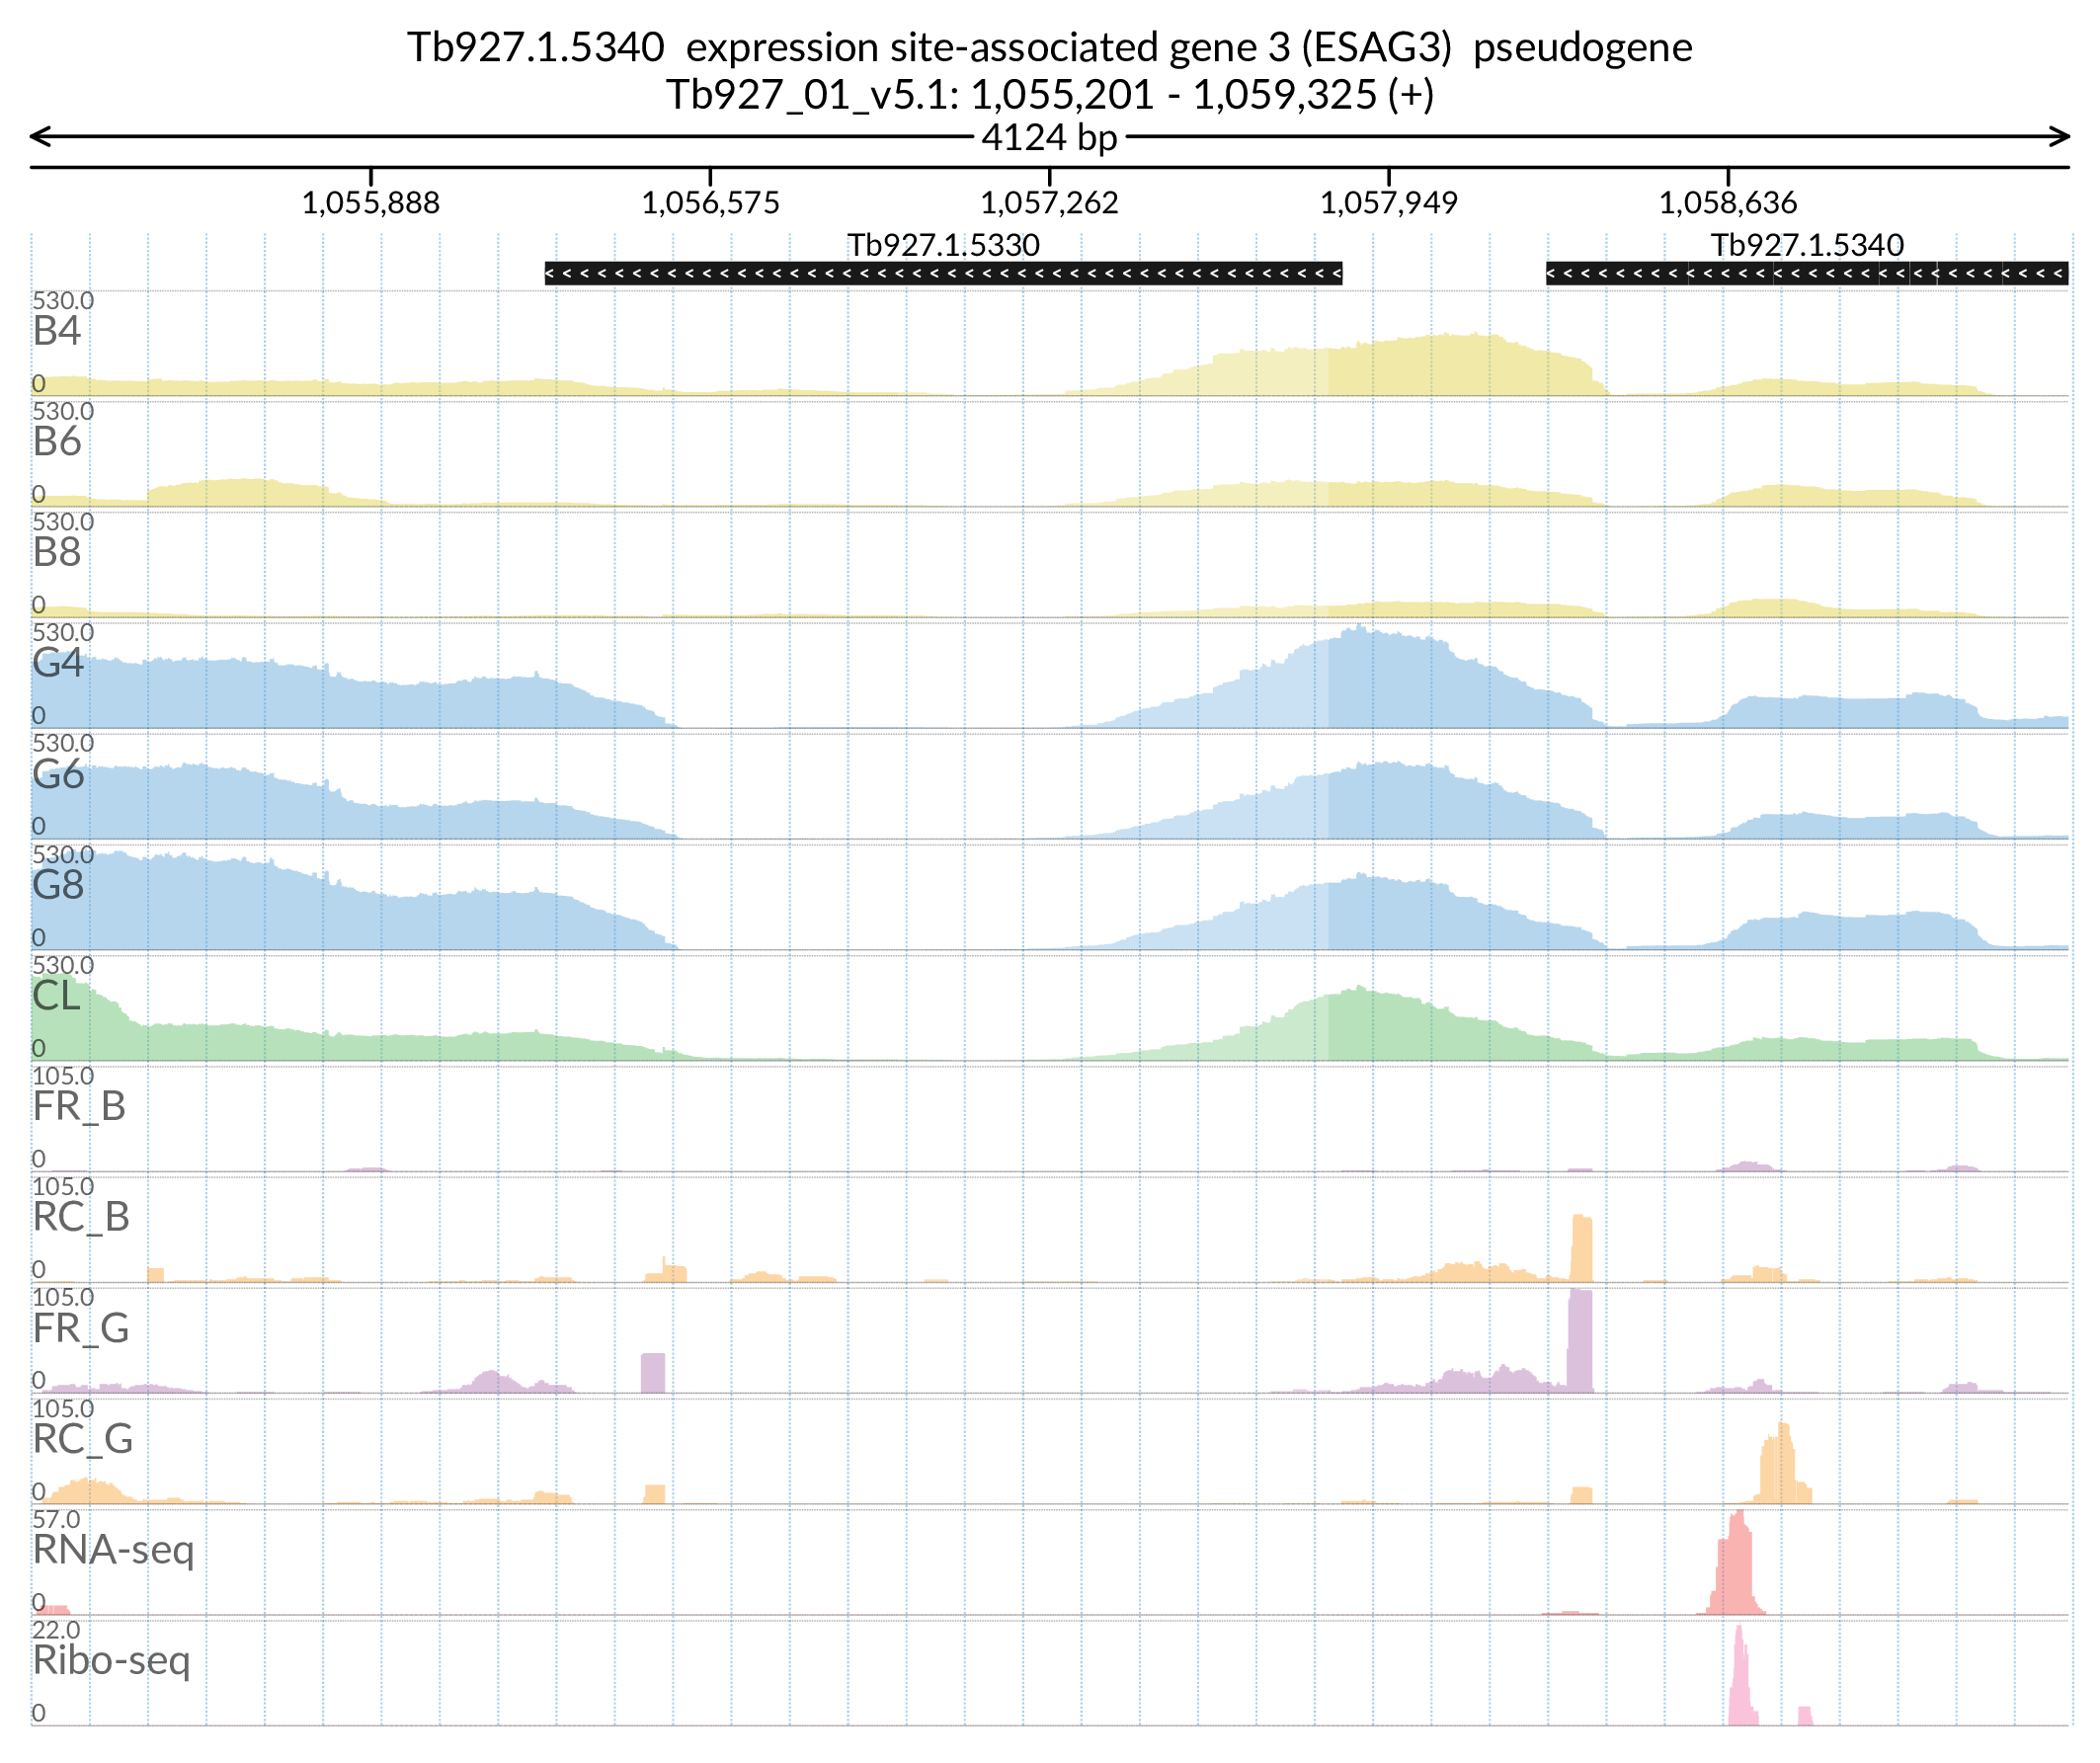 Tb927.1.5340 expression site-associated gene 3 (ESAG3) pseudogene
Tb927_01_v5.1: 1,055,201 - 1,059,325 (+)
4124 bp
1,055,888 1,056,575 1,057,262 1,057,949 1,058,636
Tb927.1.5330 Tb927.1.5340
530.0
B4
0
530.0
B6
0
530.0
B8
0
530.0
G4
0
530.0
G6
0
530.0
G8
0
530.0
CL
0
105.0
FR_B
0
105.0
RC_B
0
105.0
FR_G
0
105.0
RC_G
0
57.0
RNA-seq
0
22.0
Ribo-seq
0